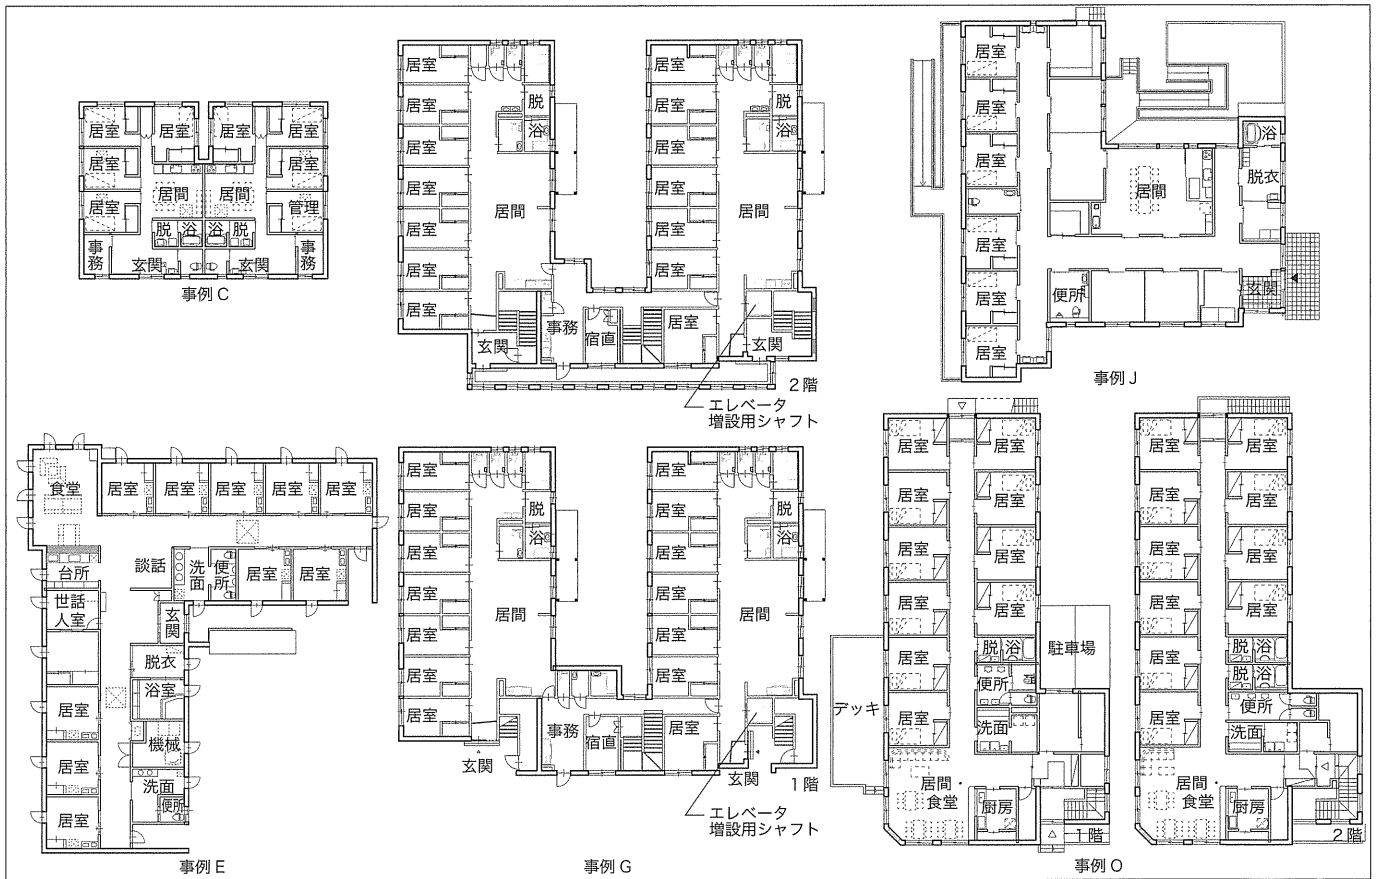 居室
居室
居室
居室
居室
居室
居間
居間
居室
管理
脱
浴
浴
脱
事務
玄関
玄関
事務
事例 C
居室
居室
居室
居室
居室
居室
居室
脱
浴
居間
玄関
事務
宿直
居室
居室
居室
居室
居室
居室
居室
脱
浴
居間
玄関
2階
エレベータ
増設用シャフト
居室
居室
居室
居室
居室
居室
居間
浴
脱衣
便所
玄関
事例 J
食堂
居室
居室
居室
居室
居室
台所
談話
洗面
便所
居室
居室
世話
人室
玄関
脱衣
浴室
居室
機械
居室
洗面
便所
居室
事例 E
居室
居室
居室
居室
居室
居室
居室
脱
浴
居間
玄関
事務
宿直
居室
居室
居室
居室
居室
居室
居室
脱
浴
居間
玄関
1階
エレベータ
増設用シャフト
事例 G
居室
居室
居室
居室
居室
居室
居室
居室
居室
居室
脱
浴
駐車場
便所
デッキ
洗面
居間・
食堂
厨房
1階
居室
居室
居室
居室
居室
居室
居室
居室
居室
居室
脱
浴
脱
浴
便所
洗面
居間・
食堂
厨房
2階
事例 O